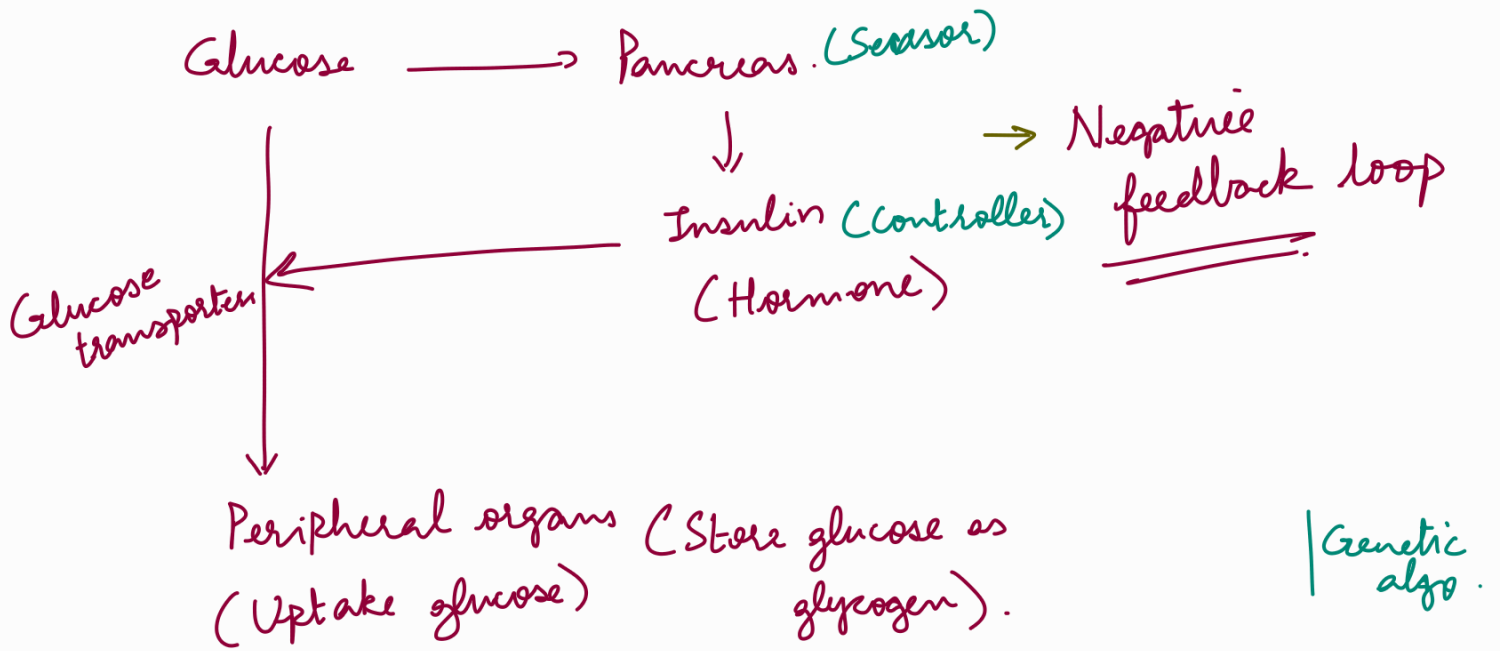 Glucose → Pancreas. (Sensor)
→ Negative
feedback loop
Insulin (Controller)
(Hormone)
Glucose
transporter
Peripheral organs (Store glucose as
(Uptake glucose) glycogen).
Genetic
algo.